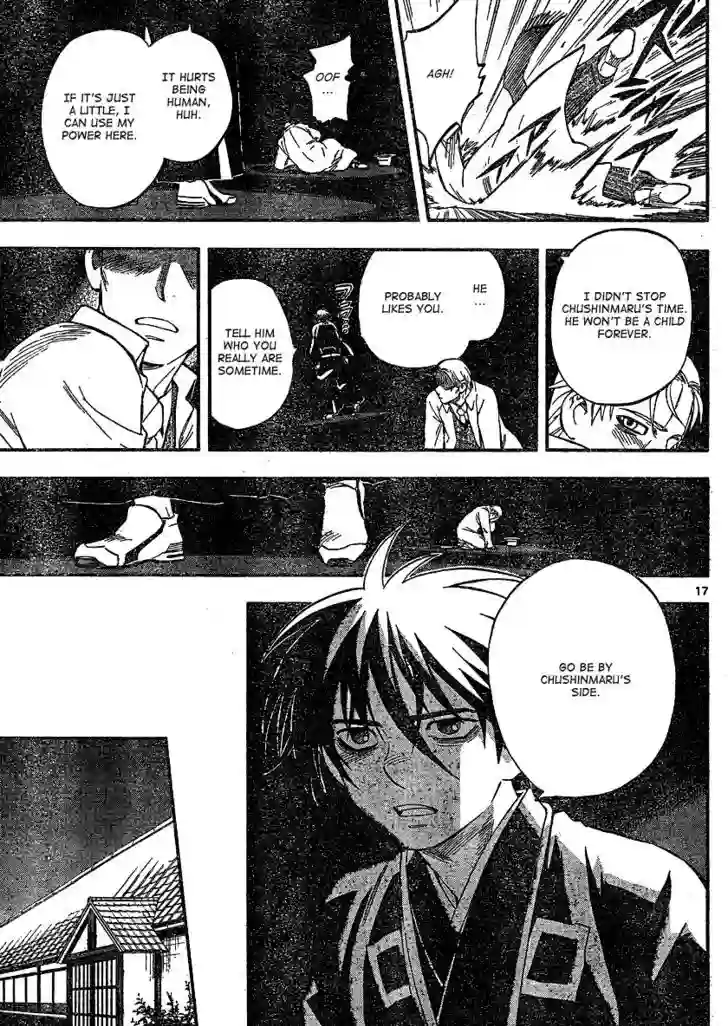 AGH!
OOF
...
IT HURTS
BEING
HUMAN,
HUH.
IF IT'S JUST
A LITTLE, I
CAN USE MY
POWER HERE.
I DIDN'T STOP
CHUSHINMARU'S TIME.
HE WON'T BE A CHILD
FOREVER.
HE
...
PROBABLY
LIKES YOU.
TELL HIM
WHO YOU
REALLY ARE
SOMETIME.
17
GO BE BY
CHUSHINMARU'S
SIDE.